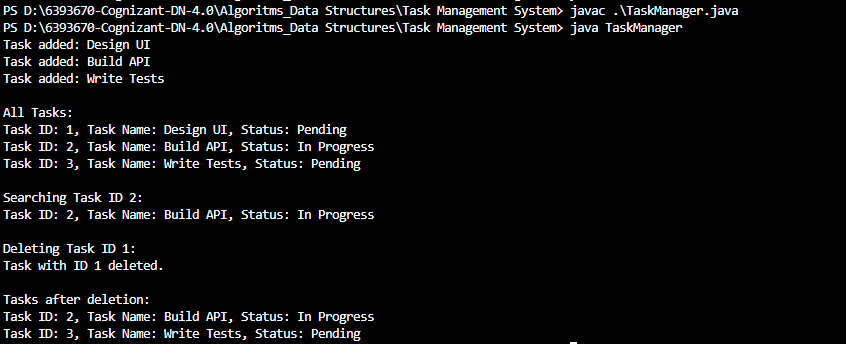 PS D:\6393670-Cognizant-DN-4.0\Algoritms_Data Structures\Task Management System> javac .\TaskManager.java
PS D:\6393670-Cognizant-DN-4.0\Algoritms_Data Structures\Task Management System> java TaskManager
Task added: Design UI
Task added: Build API
Task added: Write Tests
All Tasks:
Task ID: 1, Task Name: Design UI, Status: Pending
Task ID: 2, Task Name: Build API, Status: In Progress
Task ID: 3, Task Name: Write Tests, Status: Pending
Searching Task ID 2:
Task ID: 2, Task Name: Build API, Status: In Progress
Deleting Task ID 1:
Task with ID 1 deleted.
Tasks after deletion:
Task ID: 2, Task Name: Build API, Status: In Progress
Task ID: 3, Task Name: Write Tests, Status: Pending